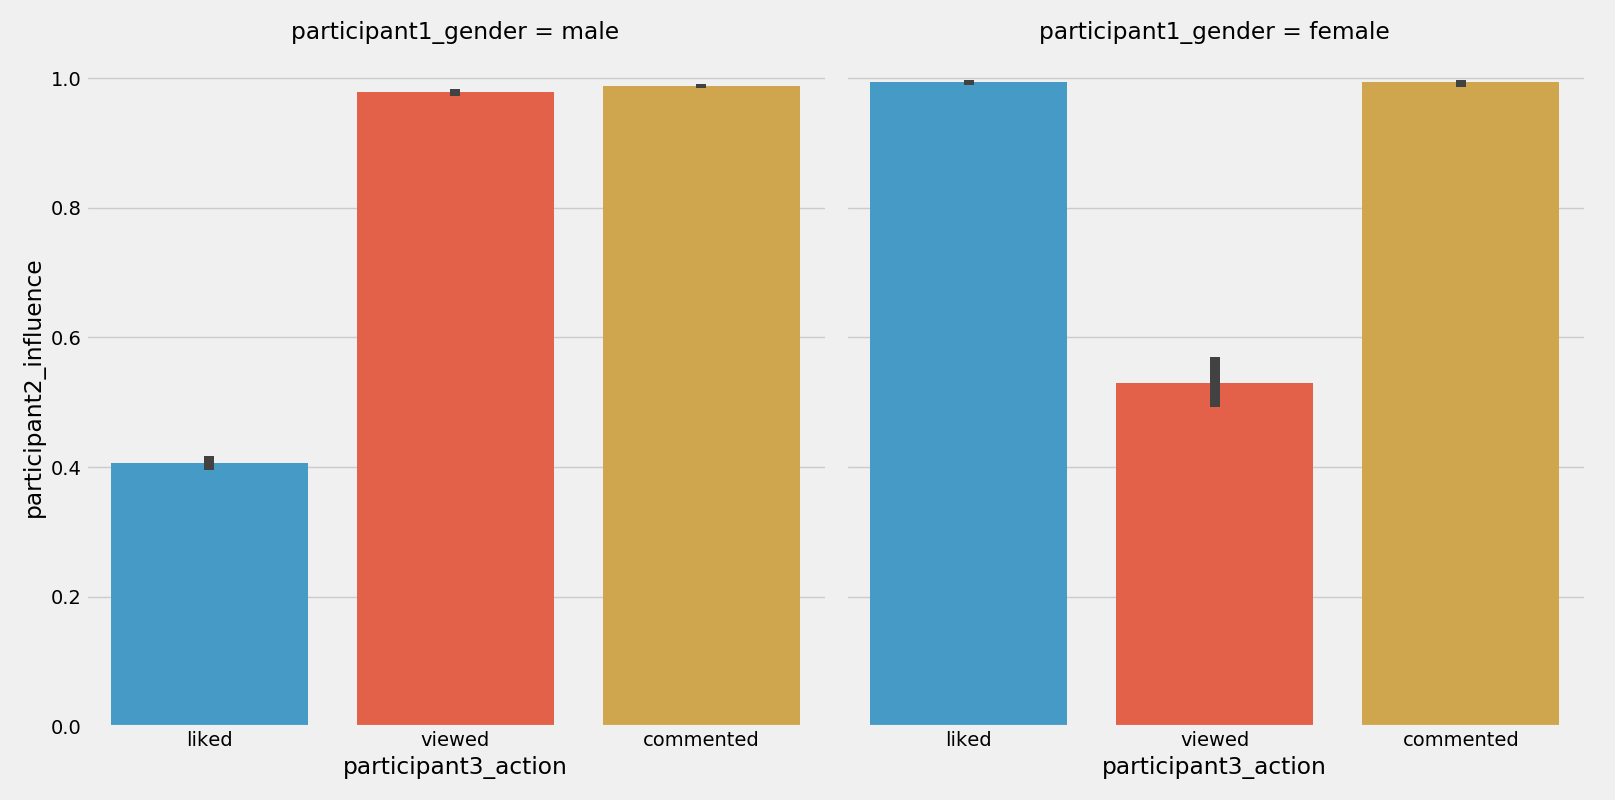 participant1_gender = male
participant1_gender = female
participant2_influence
1.0
0.8
0.6
0.4
0.2
0.0
liked viewed commented
liked viewed commented
participant3_action
participant3_action